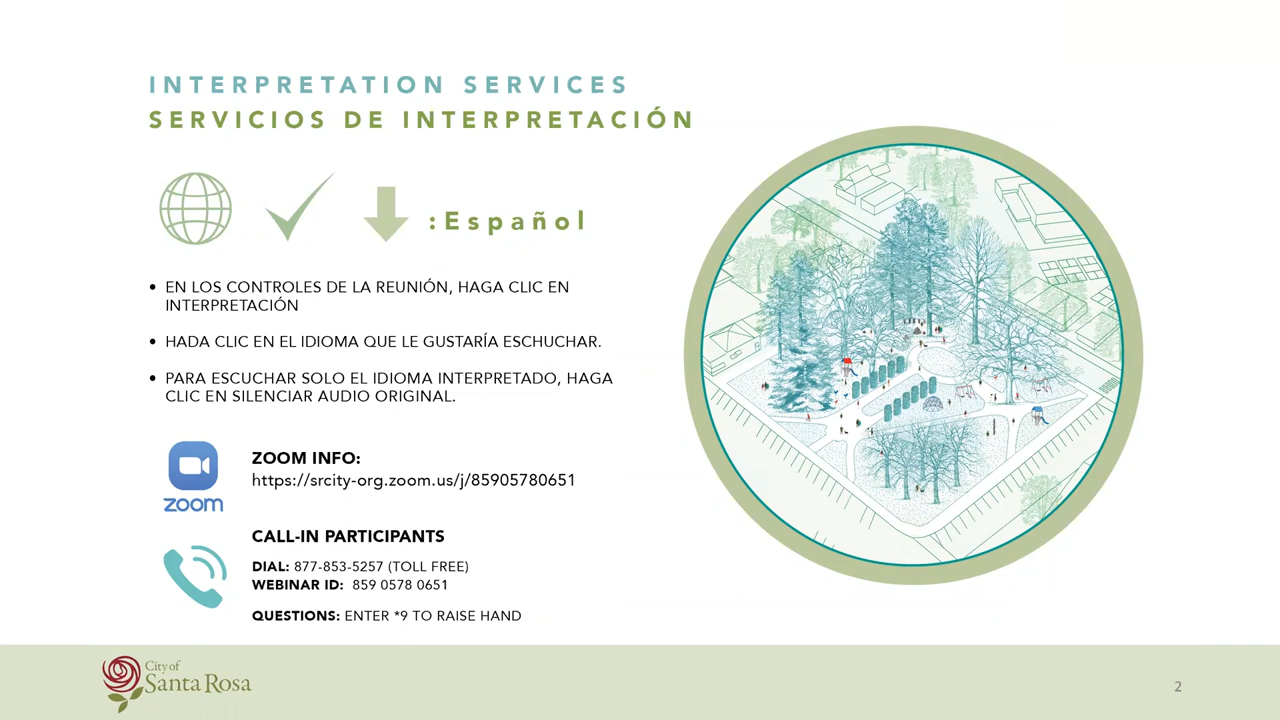 INTERPRETATION SERVICES
SERVICIOS DE INTERPRETACIÓN
:Español
• EN LOS CONTROLES DE LA REUNIÓN, HAGA CLIC EN
INTERPRETACIÓN
• HADA CLIC EN EL IDIOMA QUE LE GUSTARÍA ESCHUCHAR.
• PARA ESCUCHAR SOLO EL IDIOMA INTERPRETADO, HAGA
CLIC EN SILENCIAR AUDIO ORIGINAL.
zoom
ZOOM INFO:
https://srcity-org.zoom.us/j/85905780651
CALL-IN PARTICIPANTS
DIAL: 877-853-5257 (TOLL FREE)
WEBINAR ID: 859 0578 0651
QUESTIONS: ENTER *9 TO RAISE HAND
City of
Santa Rosa
2